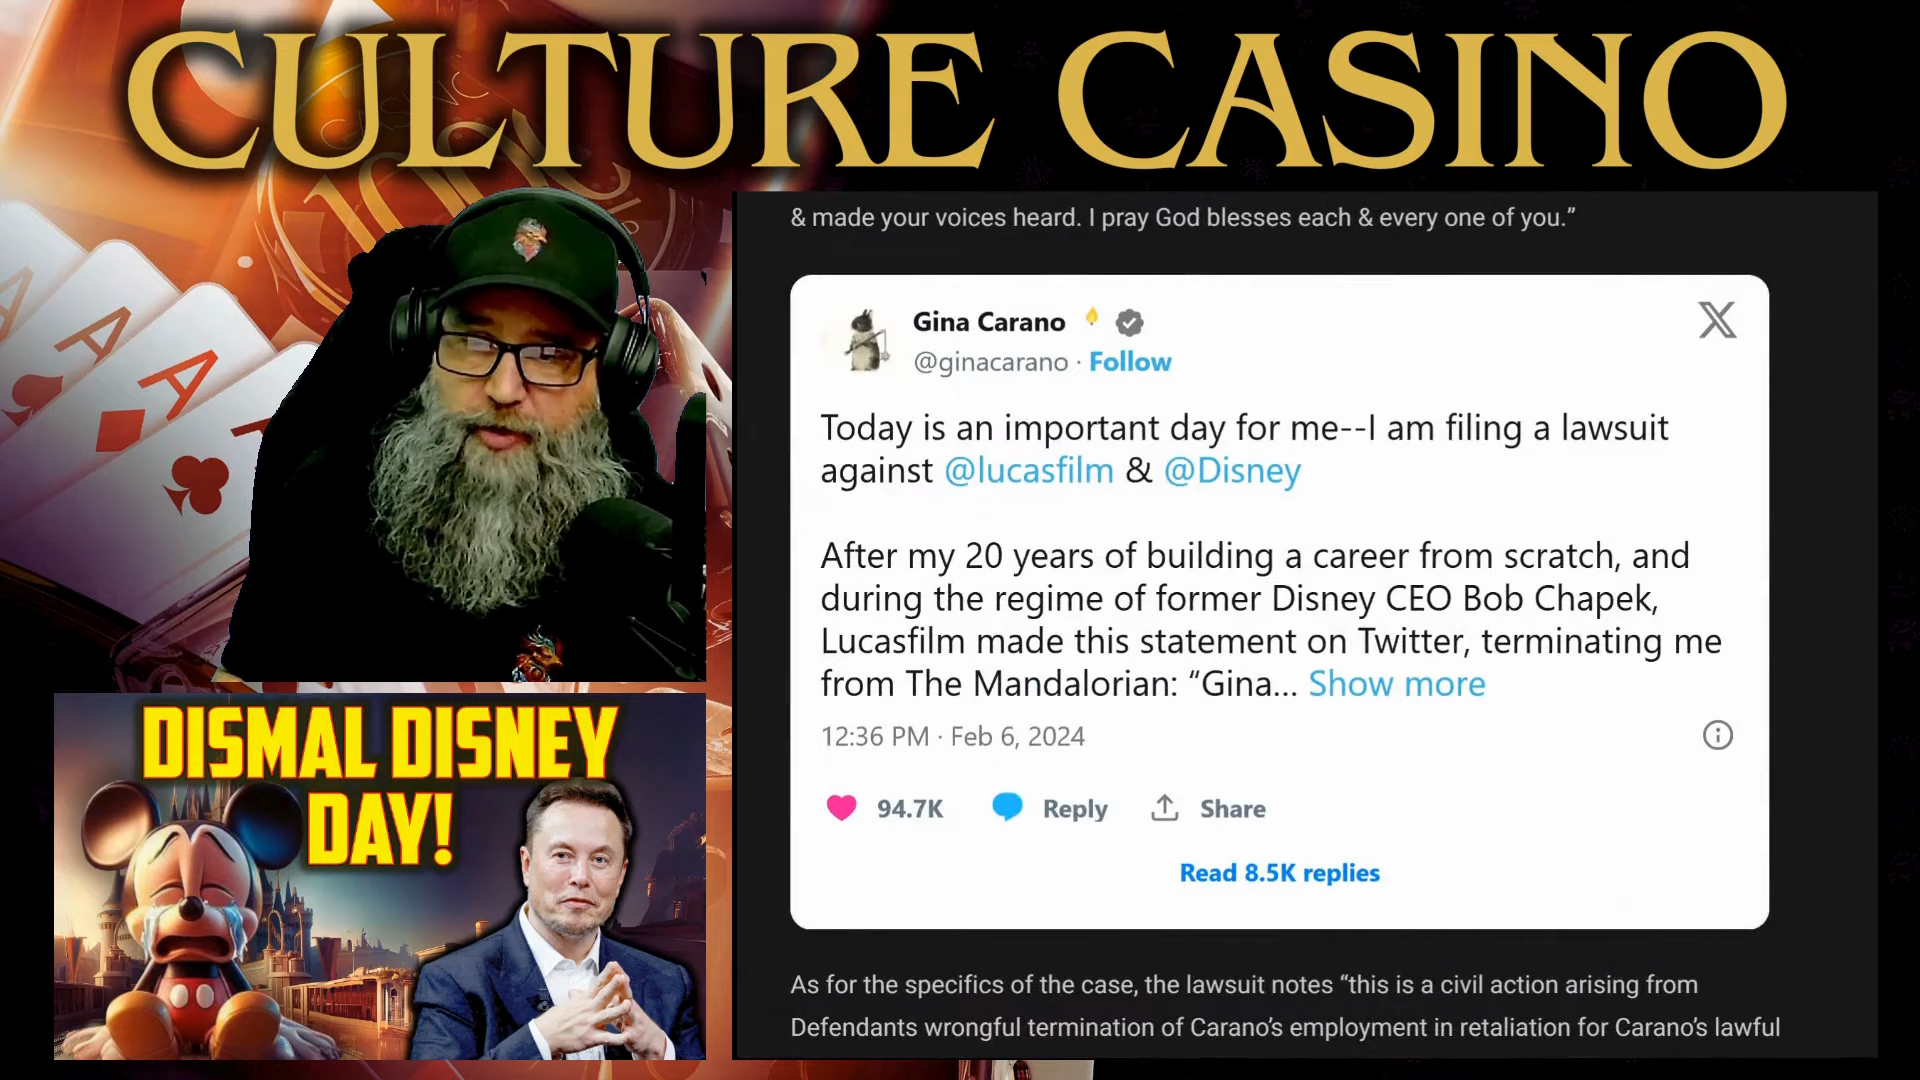 CULTURE CASINO
& made your voices heard. I pray God blesses each & every one of you.”
Gina Carano
@ginacarano · Follow
Today is an important day for me--I am filing a lawsuit
against @lucasfilm & @Disney
After my 20 years of building a career from scratch, and
during the regime of former Disney CEO Bob Chapek,
Lucasfilm made this statement on Twitter, terminating me
from The Mandalorian: “Gina... Show more
12:36 PM · Feb 6, 2024
94.7K Reply Share
Read 8.5K replies
As for the specifics of the case, the lawsuit notes “this is a civil action arising from
Defendants wrongful termination of Carano’s employment in retaliation for Carano’s lawful
DISMAL DISNEY
DAY!
A
A
A
A